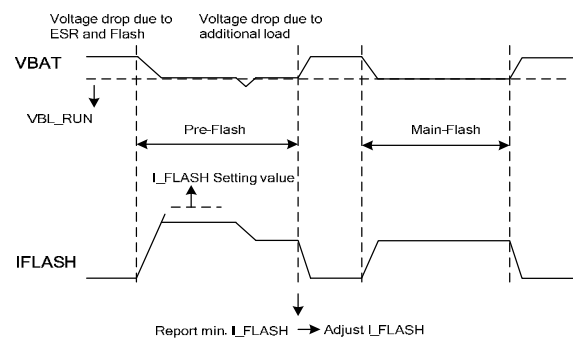 Voltage drop due to
ESR and Flash
Voltage drop due to
additional load
VBAT
VBL_RUN
Pre-Flash
Main-Flash
I_FLASH Setting value
IFLASH
Report min. I_FLASH → Adjust I_FLASH